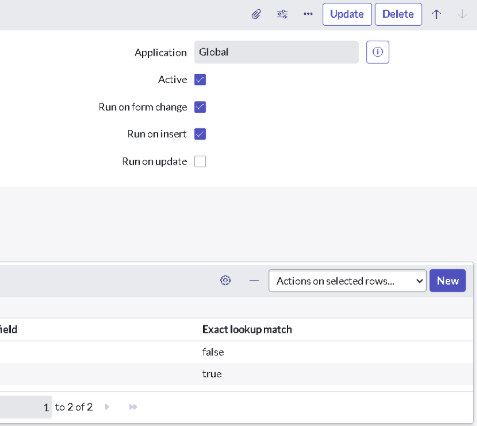 Update Delete
Application Global
Active
Run on form change
Run on insert
Run on update
Actions on selected rows... New
field Exact lookup match
false
true
1 to 2 of 2